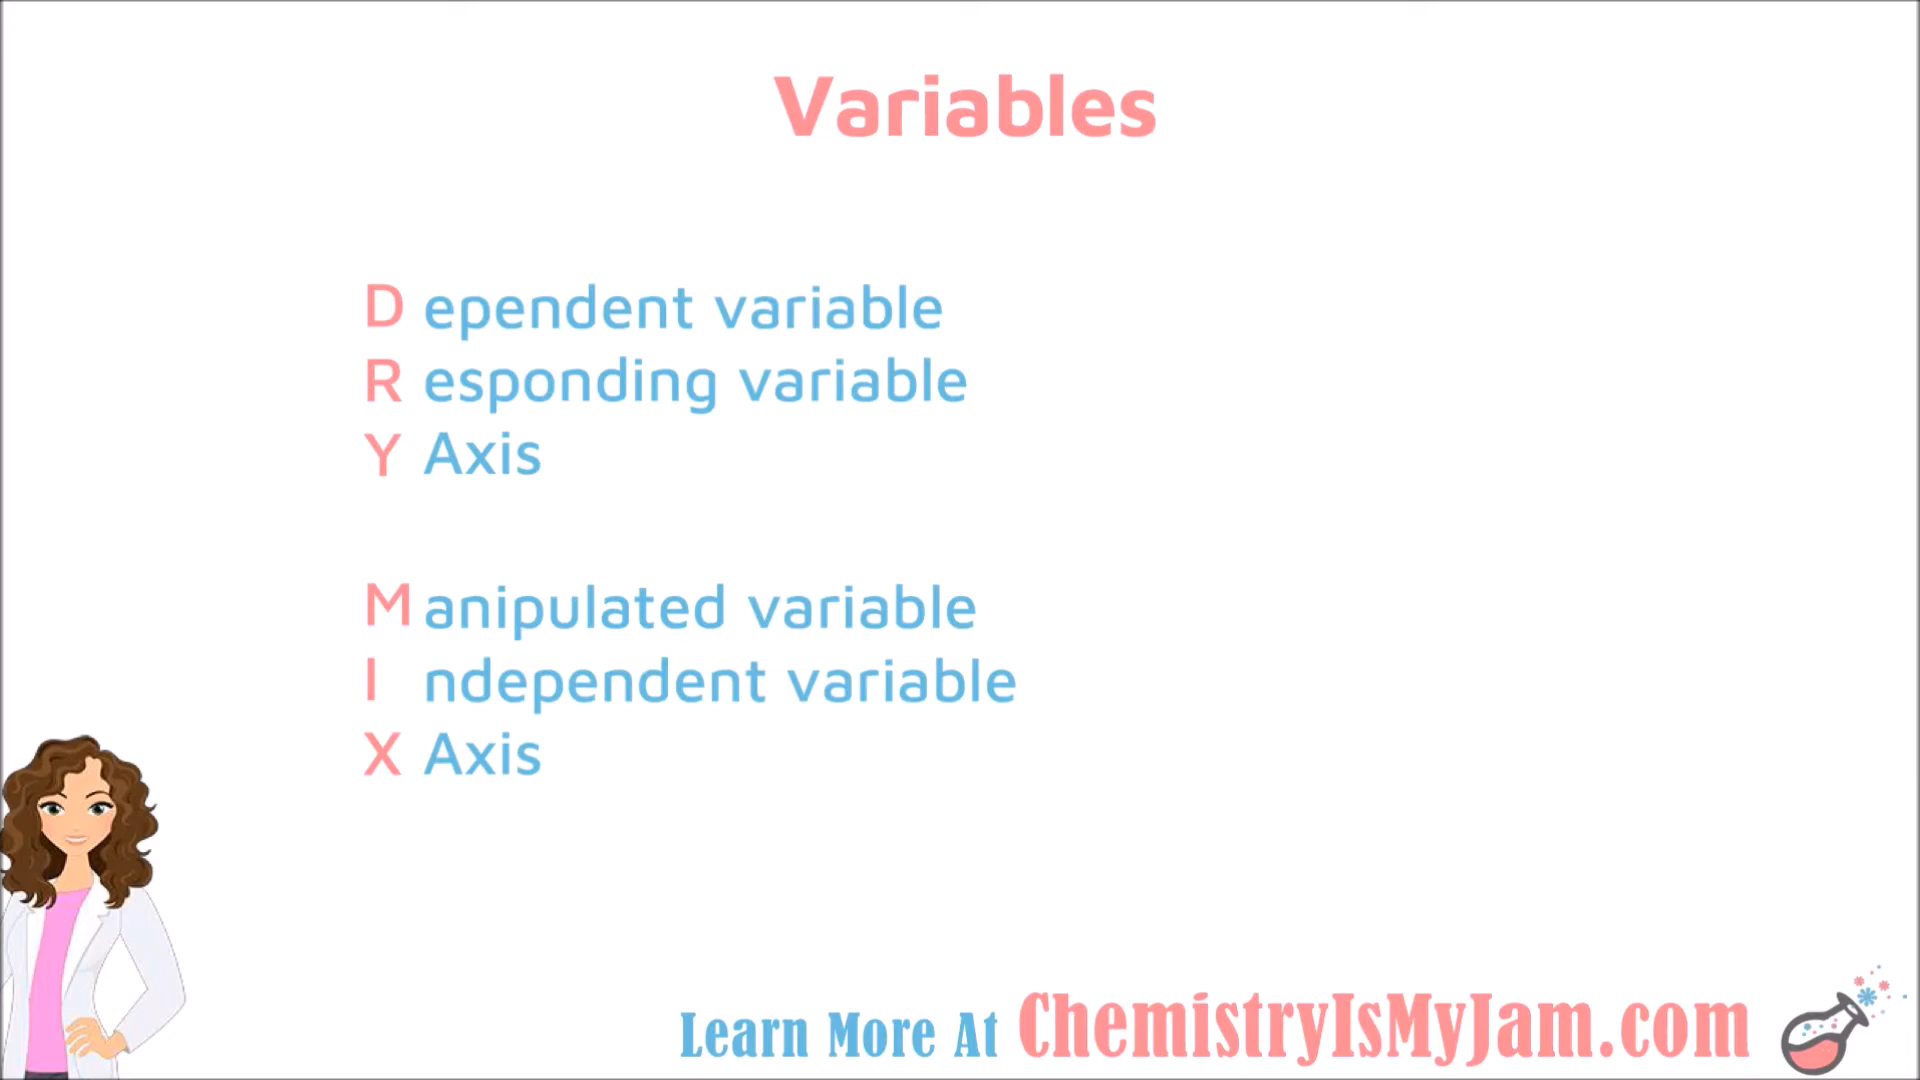 Variables
D ependent variable
R esponding variable
Y Axis
M anipulated variable
I ndependent variable
X Axis
Learn More At ChemistryIsMyJam.com